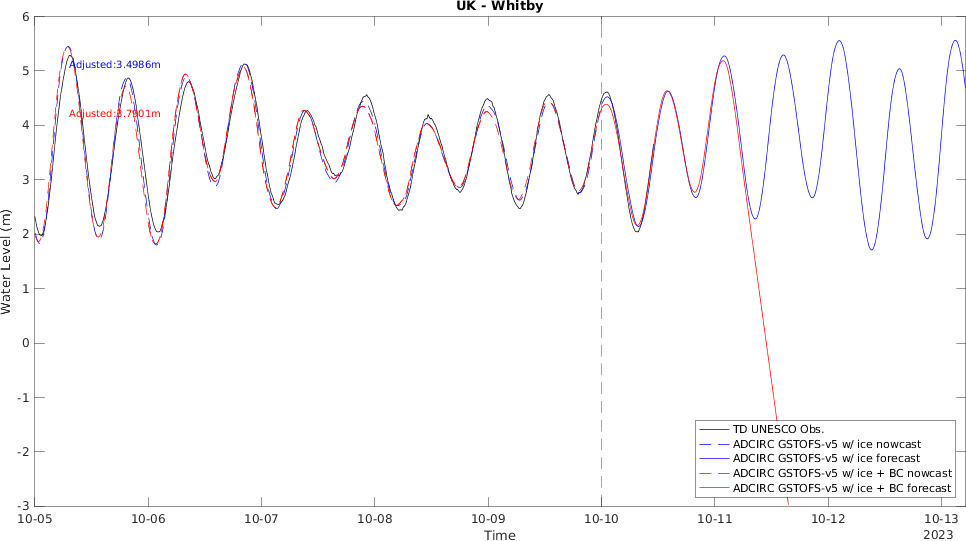 UK - Whitby
6
5
4
3
2
1
0
-1
-2
-3
Water Level (m)
Adjusted:3.4986m
Adjusted:3.7901m
TD UNESCO Obs.
ADCIRC GSTOFS-v5 w/ ice nowcast
ADCIRC GSTOFS-v5 w/ ice forecast
ADCIRC GSTOFS-v5 w/ ice + BC nowcast
ADCIRC GSTOFS-v5 w/ ice + BC forecast
10-05 10-06 10-07 10-08 10-09 10-10 10-11 10-12 10-13
2023
Time